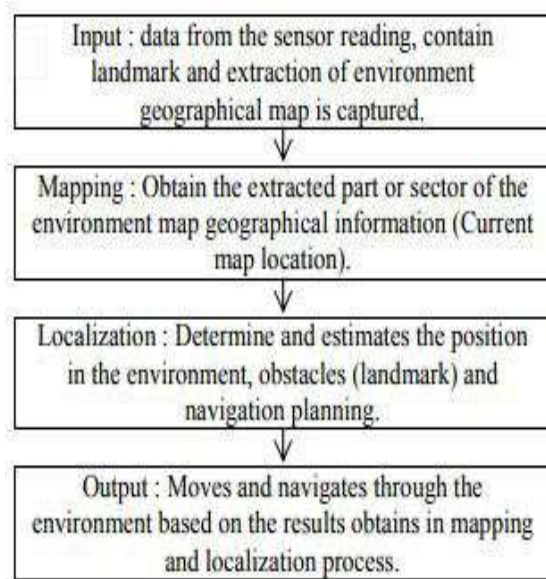 Input : data from the sensor reading, contain
landmark and extraction of environment
geographical map is captured.
Mapping : Obtain the extracted part or sector of the
environment map geographical information (Current
map location).
Localization : Determine and estimates the position
in the environment, obstacles (landmark) and
navigation planning.
Output : Moves and navigates through the
environment based on the results obtains in mapping
and localization process.